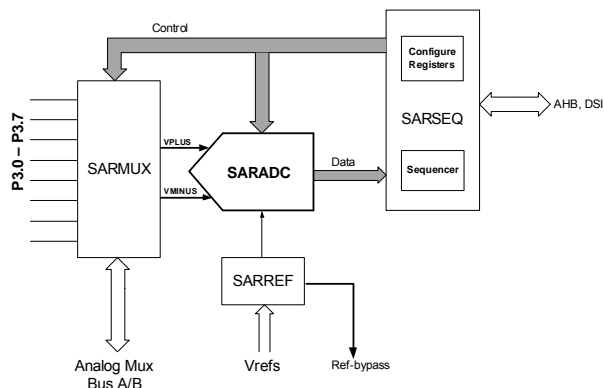 Control
Configure
Registers
SARSEQ
AHB, DSI
P3.0 – P3.7
SARMUX
VPLUS
VMINUS
SARADC
Data
Sequencer
SARREF
Analog Mux
Bus A/B
Vrefs
Ref-bypass